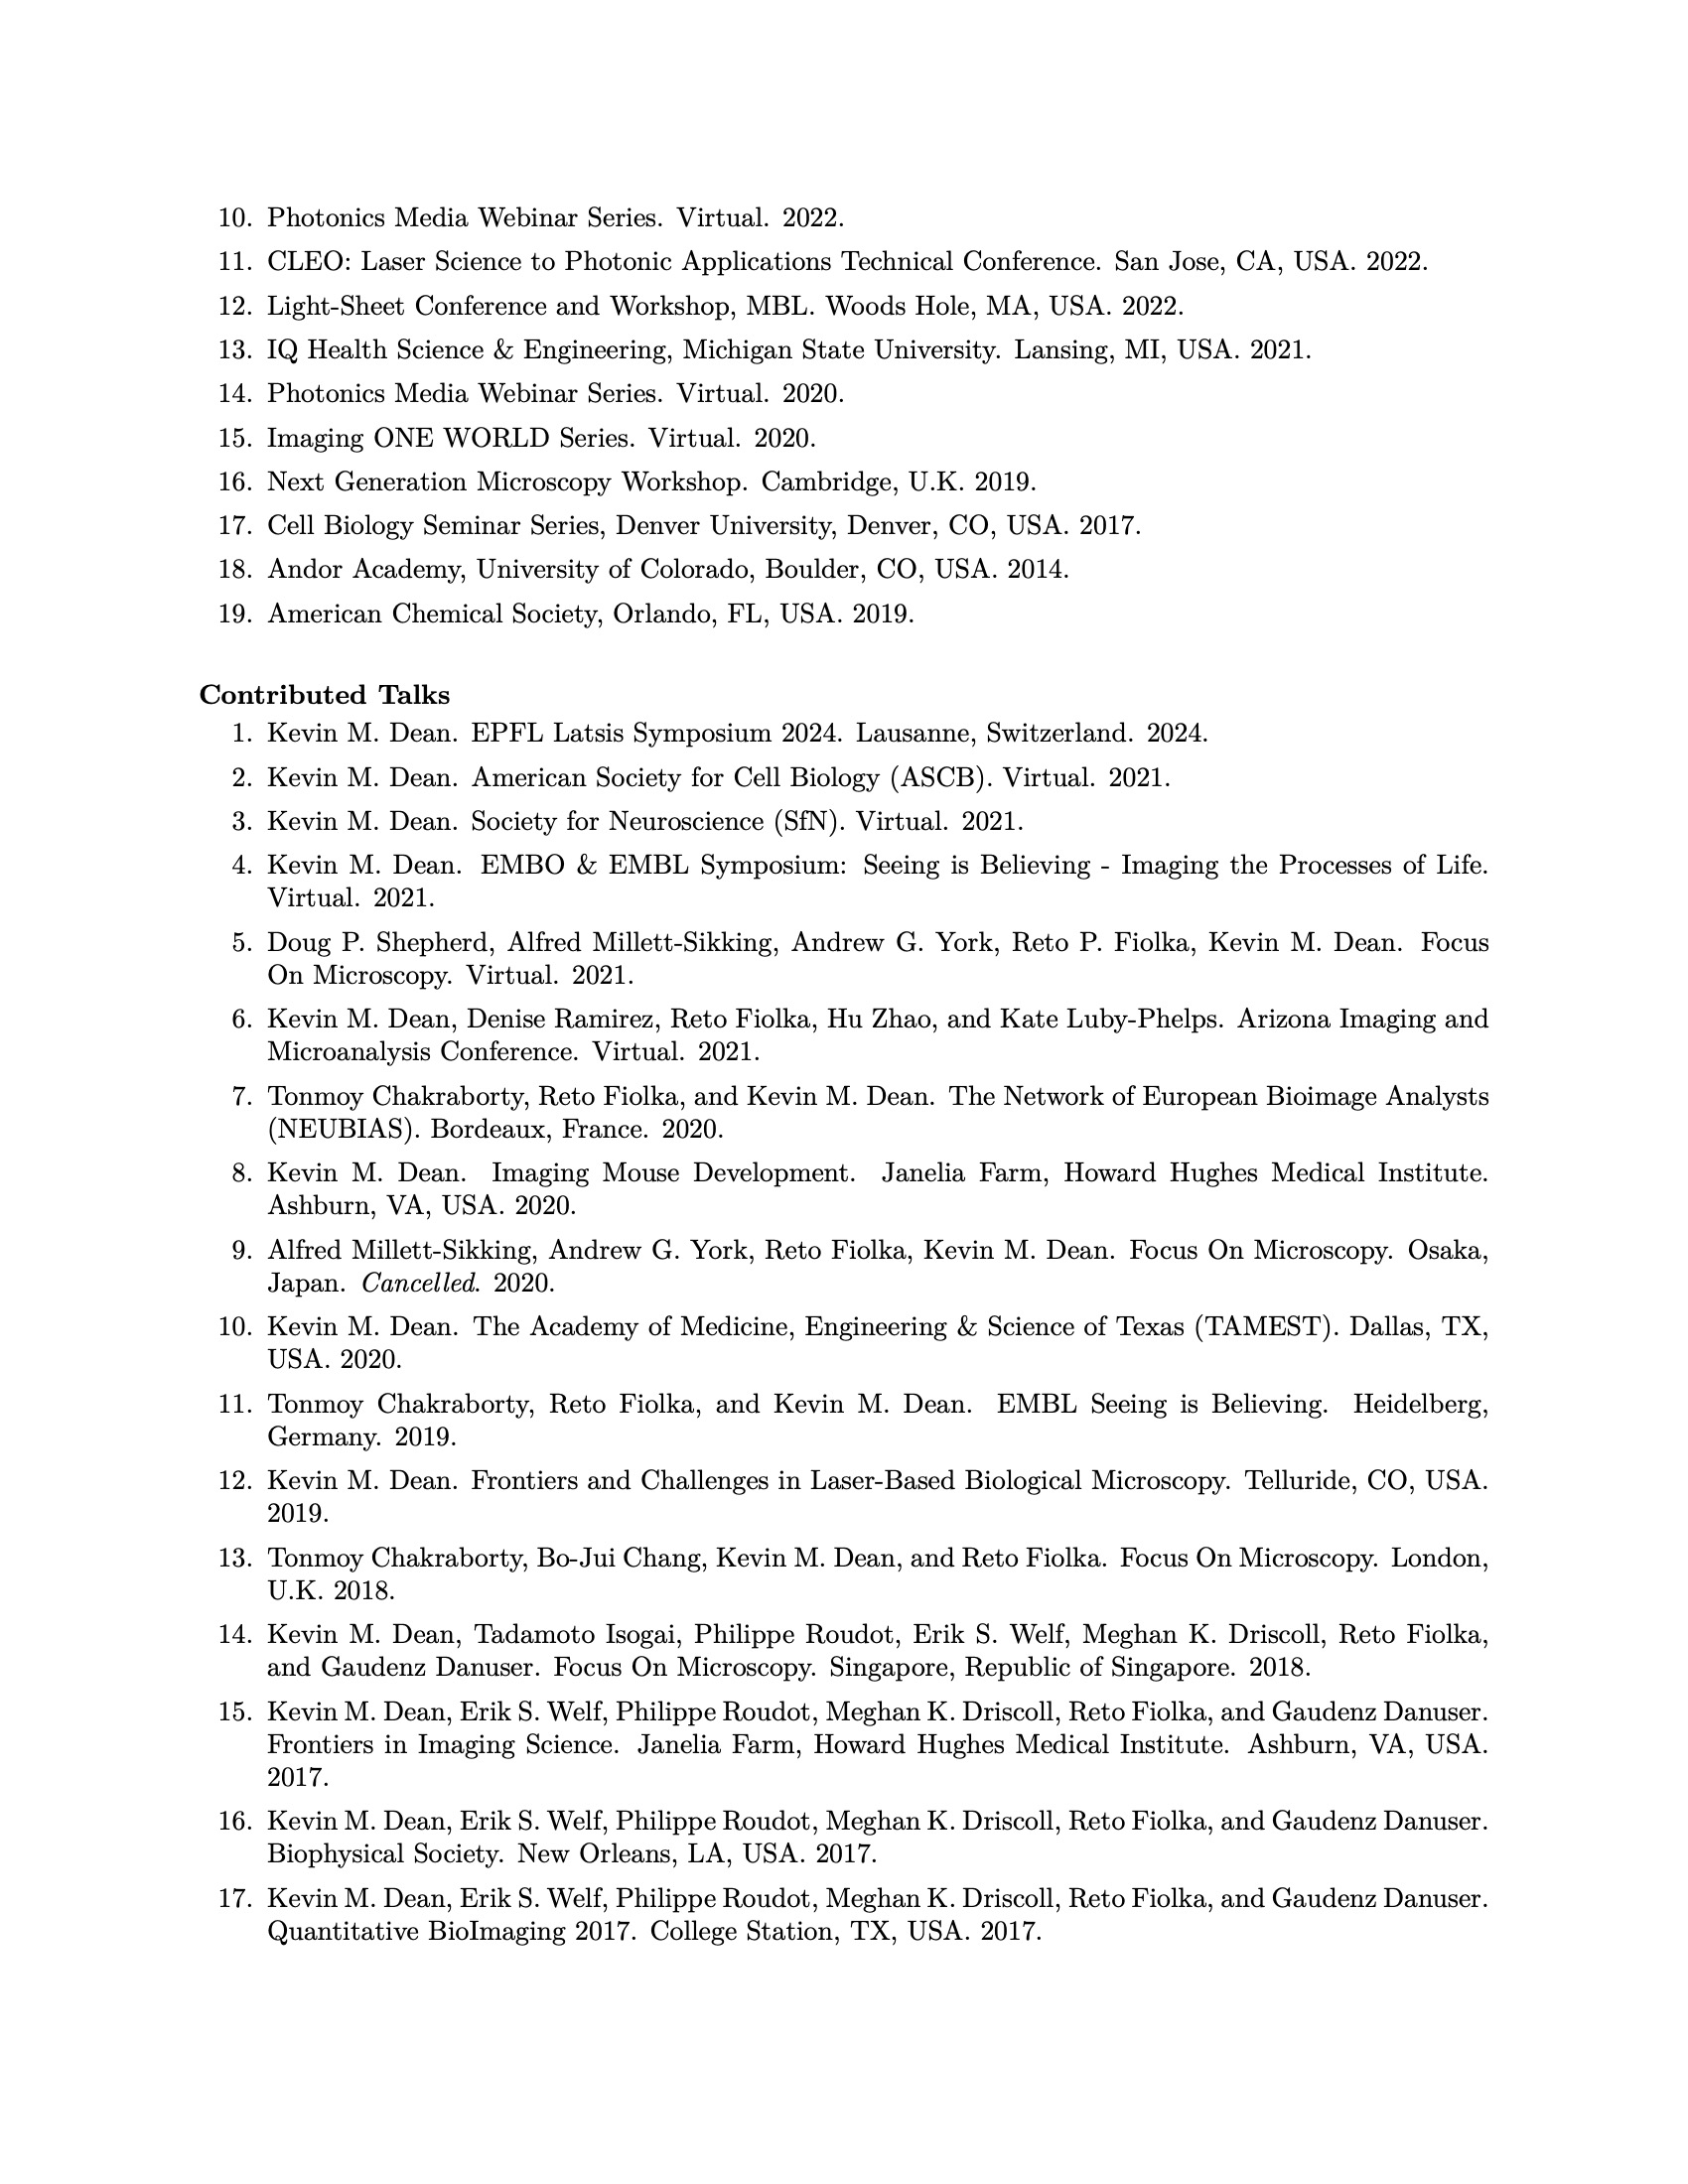 10. Photonics Media Webinar Series. Virtual. 2022.
11. CLEO: Laser Science to Photonic Applications Technical Conference. San Jose, CA, USA. 2022.
12. Light-Sheet Conference and Workshop, MBL. Woods Hole, MA, USA. 2022.
13. IQ Health Science & Engineering, Michigan State University. Lansing, MI, USA. 2021.
14. Photonics Media Webinar Series. Virtual. 2020.
15. Imaging ONE WORLD Series. Virtual. 2020.
16. Next Generation Microscopy Workshop. Cambridge, U.K. 2019.
17. Cell Biology Seminar Series, Denver University, Denver, CO, USA. 2017.
18. Andor Academy, University of Colorado, Boulder, CO, USA. 2014.
19. American Chemical Society, Orlando, FL, USA. 2019.
Contributed Talks
1. Kevin M. Dean. EPFL Latsis Symposium 2024. Lausanne, Switzerland. 2024.
2. Kevin M. Dean. American Society for Cell Biology (ASCB). Virtual. 2021.
3. Kevin M. Dean. Society for Neuroscience (SfN). Virtual. 2021.
4. Kevin M. Dean. EMBO & EMBL Symposium: Seeing is Believing - Imaging the Processes of Life.
Virtual. 2021.
5. Doug P. Shepherd, Alfred Millett-Sikking, Andrew G. York, Reto P. Fiolka, Kevin M. Dean. Focus
On Microscopy. Virtual. 2021.
6. Kevin M. Dean, Denise Ramirez, Reto Fiolka, Hu Zhao, and Kate Luby-Phelps. Arizona Imaging and
Microanalysis Conference. Virtual. 2021.
7. Tonmoy Chakraborty, Reto Fiolka, and Kevin M. Dean. The Network of European Bioimage Analysts
(NEUBIAS). Bordeaux, France. 2020.
8. Kevin M. Dean. Imaging Mouse Development. Janelia Farm, Howard Hughes Medical Institute.
Ashburn, VA, USA. 2020.
9. Alfred Millett-Sikking, Andrew G. York, Reto Fiolka, Kevin M. Dean. Focus On Microscopy. Osaka,
Japan. Cancelled. 2020.
10. Kevin M. Dean. The Academy of Medicine, Engineering & Science of Texas (TAMEST). Dallas, TX,
USA. 2020.
11. Tonmoy Chakraborty, Reto Fiolka, and Kevin M. Dean. EMBL Seeing is Believing. Heidelberg,
Germany. 2019.
12. Kevin M. Dean. Frontiers and Challenges in Laser-Based Biological Microscopy. Telluride, CO, USA.
2019.
13. Tonmoy Chakraborty, Bo-Jui Chang, Kevin M. Dean, and Reto Fiolka. Focus On Microscopy. London,
U.K. 2018.
14. Kevin M. Dean, Tadamoto Isogai, Philippe Roudot, Erik S. Welf, Meghan K. Driscoll, Reto Fiolka,
and Gaudenz Danuser. Focus On Microscopy. Singapore, Republic of Singapore. 2018.
15. Kevin M. Dean, Erik S. Welf, Philippe Roudot, Meghan K. Driscoll, Reto Fiolka, and Gaudenz Danuser.
Frontiers in Imaging Science. Janelia Farm, Howard Hughes Medical Institute. Ashburn, VA, USA.
2017.
16. Kevin M. Dean, Erik S. Welf, Philippe Roudot, Meghan K. Driscoll, Reto Fiolka, and Gaudenz Danuser.
Biophysical Society. New Orleans, LA, USA. 2017.
17. Kevin M. Dean, Erik S. Welf, Philippe Roudot, Meghan K. Driscoll, Reto Fiolka, and Gaudenz Danuser.
Quantitative BioImaging 2017. College Station, TX, USA. 2017.